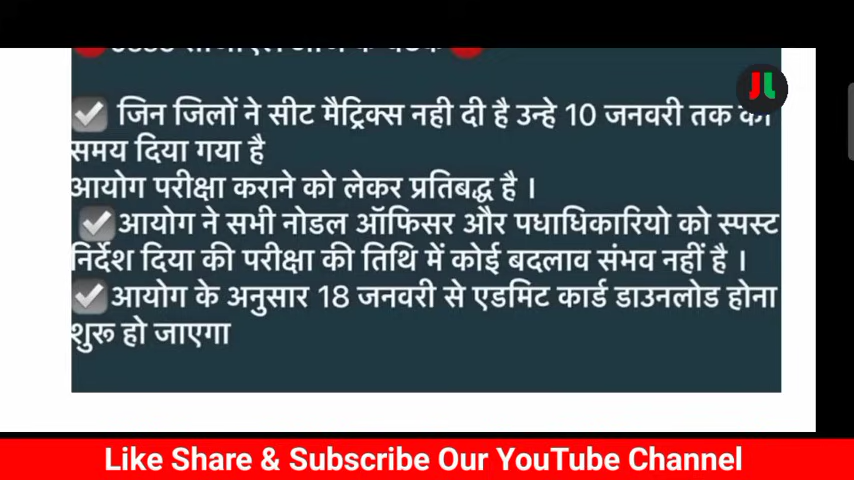 JL
जिन जिलों ने सीट मैट्रिक्स नही दी है उन्हे 10 जनवरी तक का
समय दिया गया है
आयोग परीक्षा कराने को लेकर प्रतिबद्ध है ।
आयोग ने सभी नोडल ऑफिसर और पधाधिकारियो को स्पस्ट
निर्देश दिया की परीक्षा की तिथि में कोई बदलाव संभव नहीं है ।
आयोग के अनुसार 18 जनवरी से एडमिट कार्ड डाउनलोड होना
शुरू हो जाएगा
Like Share & Subscribe Our YouTube Channel